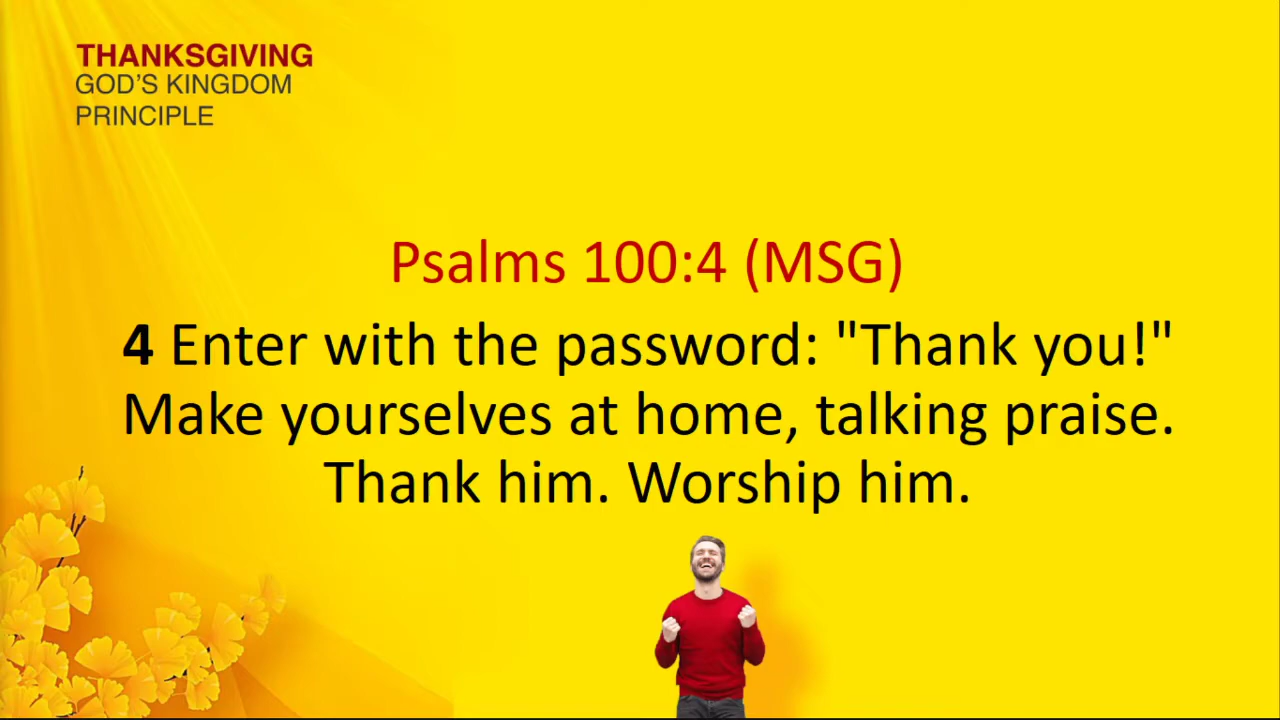 THANKSGIVING
GOD'S KINGDOM
PRINCIPLE
Psalms 100:4 (MSG)
4 Enter with the password: "Thank you!"
Make yourselves at home, talking praise.
Thank him. Worship him.